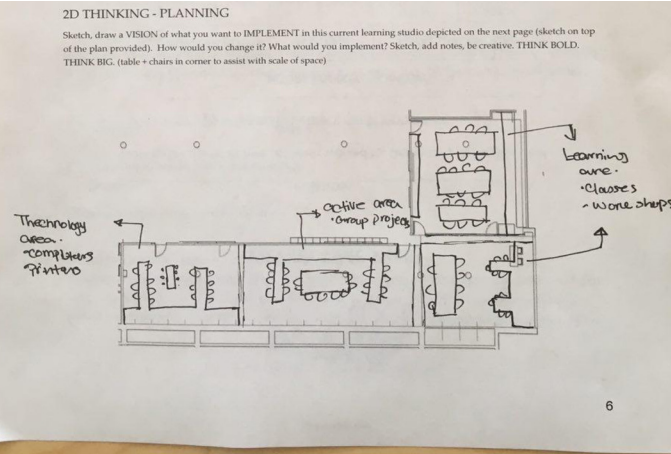 2D THINKING - PLANNING
Sketch, draw a VISION of what you want to IMPLEMENT in this current learning studio depicted on the next page (sketch on top
of the plan provided). How would you change it? What would you implement? Sketch, add notes, be creative. THINK BOLD.
THINK BIG. (table + chairs in corner to assist with scale of space)
Learning
are.
•Classes
- workshops
active area
•Group projects
Thechnology
area.
•computers
6